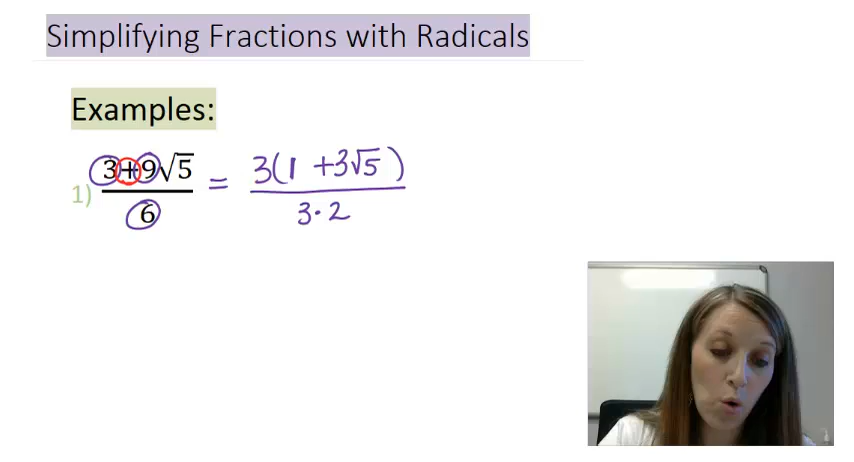 Simplifying Fractions with Radicals
Examples:
1) (3+9√5)/6 = 3(1 +3√5)/(3·2)